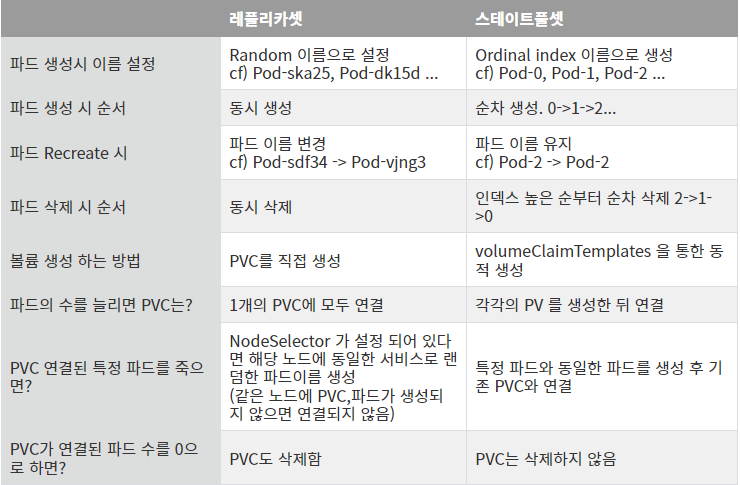 레플리카셋
스테이트풀셋
파드 생성시 이름 설정
Random 이름으로 설정
cf) Pod-ska25, Pod-dk15d ...
Ordinal index 이름으로 생성
cf) Pod-0, Pod-1, Pod-2 ...
파드 생성 시 순서
동시 생성
순차 생성. 0->1->2...
파드 Recreate 시
파드 이름 변경
cf) Pod-sdf34 -> Pod-vjng3
파드 이름 유지
cf) Pod-2 -> Pod-2
파드 삭제 시 순서
동시 삭제
인덱스 높은 순부터 순차 삭제 2->1-
>0
볼륨 생성 하는 방법
PVC를 직접 생성
volumeClaimTemplates 을 통한 동
적 생성
파드의 수를 늘리면 PVC는?
1개의 PVC에 모두 연결
각각의 PV 를 생성한 뒤 연결
PVC 연결된 특정 파드를 죽으
면?
NodeSelector 가 설정 되어 있다
면 해당 노드에 동일한 서비스로 랜
덤한 파드이름 생성
(같은 노드에 PVC,파드가 생성되
지 않으면 연결되지 않음)
특정 파드와 동일한 파드를 생성 후 기
존 PVC와 연결
PVC가 연결된 파드 수를 0으
로 하면?
PVC도 삭제함
PVC는 삭제하지 않음